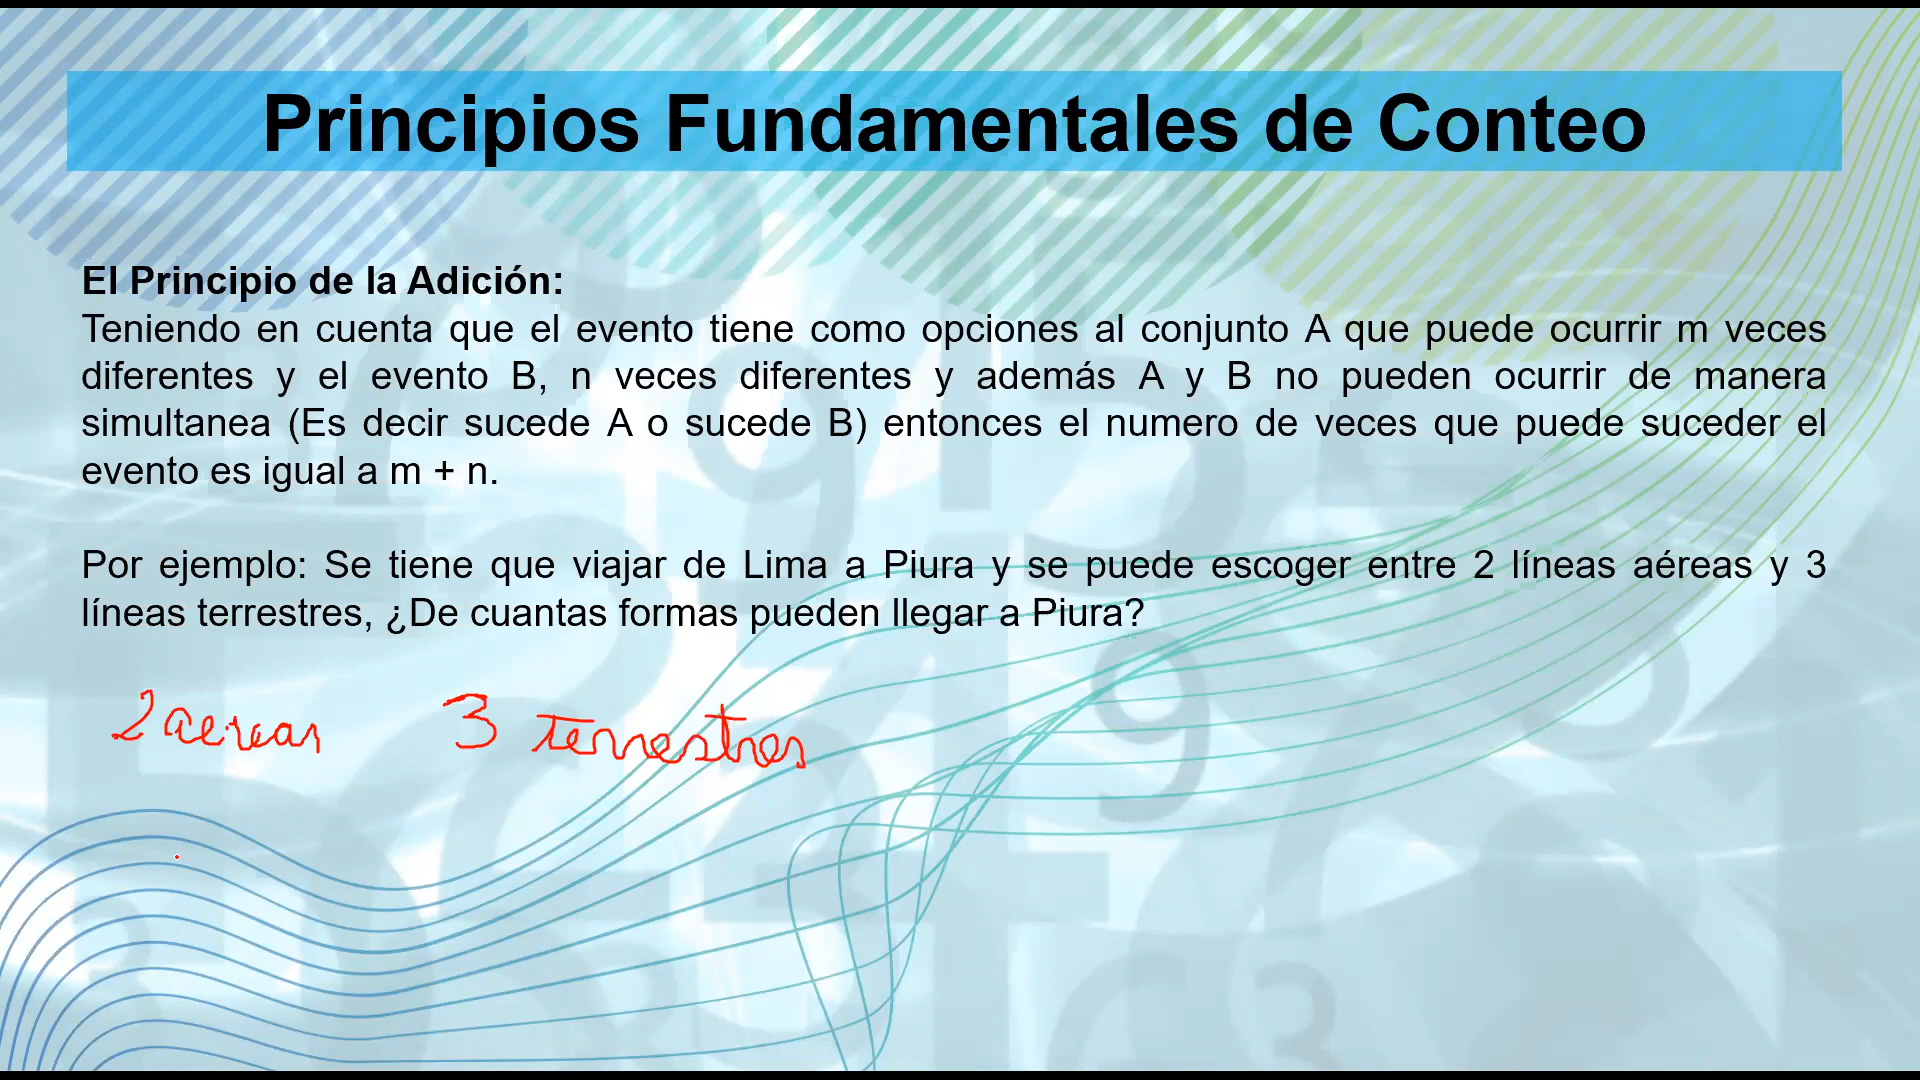 Principios Fundamentales de Conteo
El Principio de la Adición:
Teniendo en cuenta que el evento tiene como opciones al conjunto A que puede ocurrir m veces
diferentes y el evento B, n veces diferentes y además A y B no pueden ocurrir de manera
simultanea (Es decir sucede A o sucede B) entonces el numero de veces que puede suceder el
evento es igual a m + n.
Por ejemplo: Se tiene que viajar de Lima a Piura y se puede escoger entre 2 líneas aéreas y 3
líneas terrestres, ¿De cuantas formas pueden llegar a Piura?
2 aereas 3 terrestres